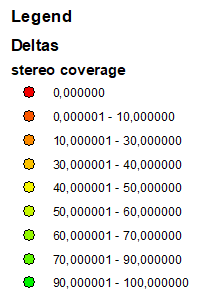 Legend
Deltas
stereo coverage
0,000000
0,000001 - 10,000000
10,000001 - 30,000000
30,000001 - 40,000000
40,000001 - 50,000000
50,000001 - 60,000000
60,000001 - 70,000000
70,000001 - 90,000000
90,000001 - 100,000000